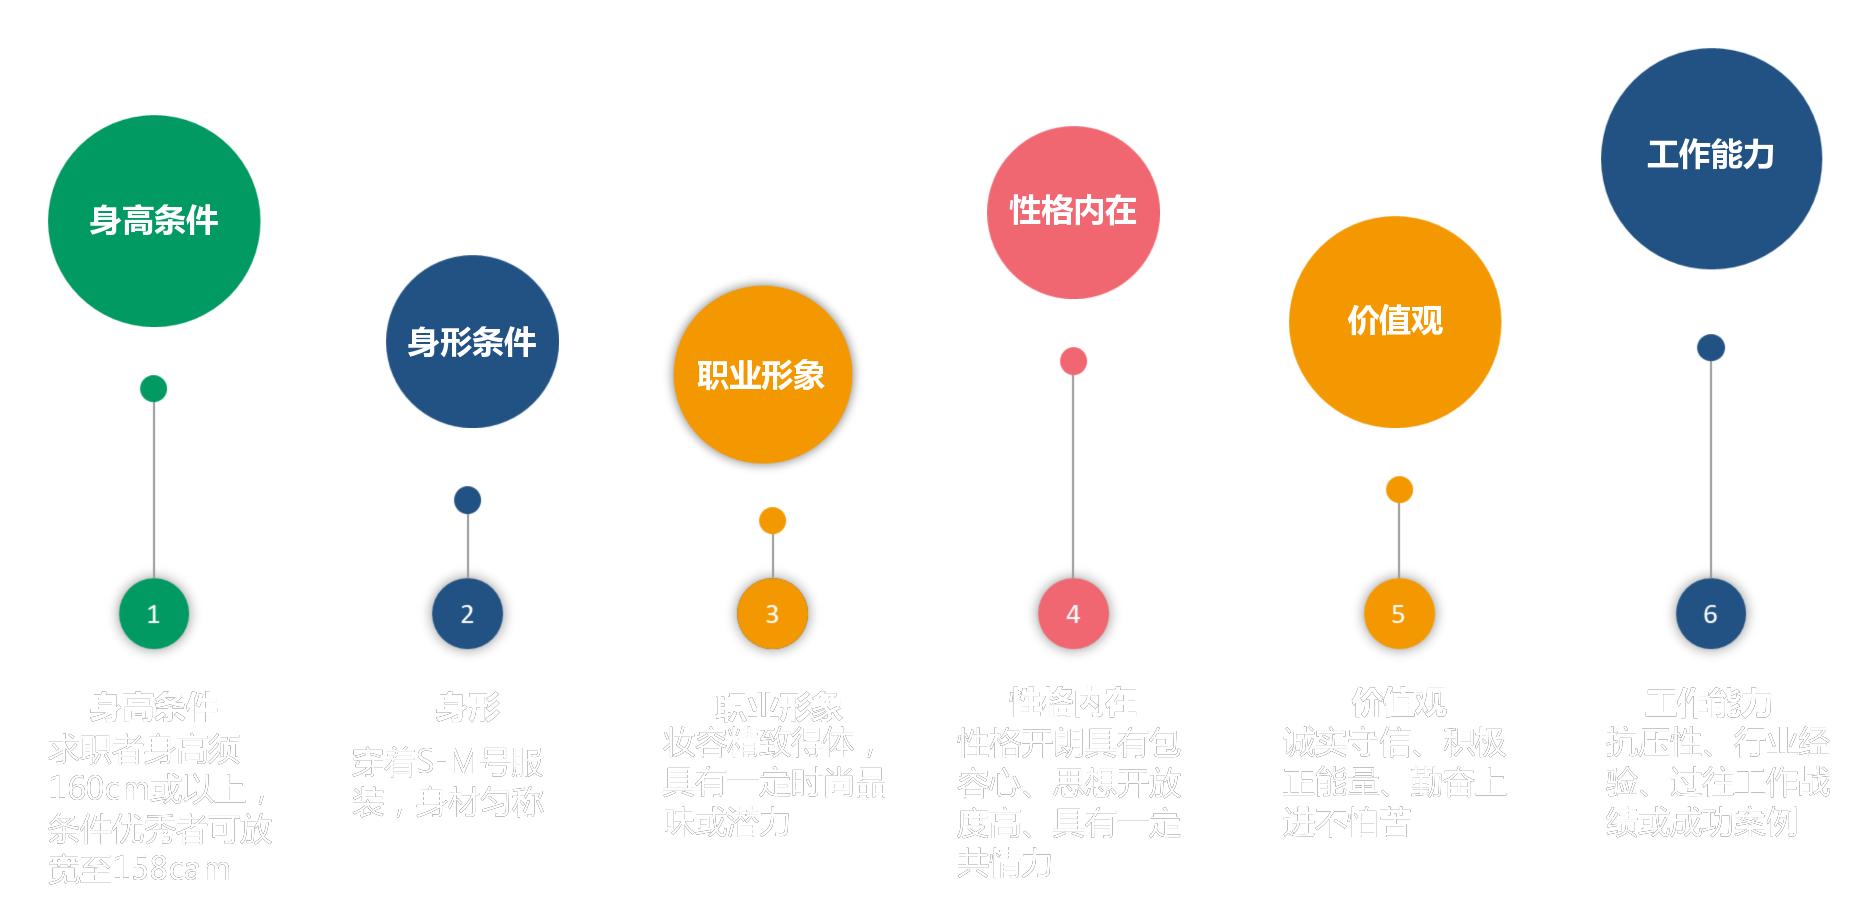 身高条件
身形条件
职业形象
性格内在
价值观
工作能力
1
2
3
4
5
6
身高条件
求职者身高须
160cm或以上，
条件优秀者可放
宽至158cam
身形
穿着S-M号服
装，身材匀称
职业形象
妆容精致得体，
具有一定时尚品
味或潜力
性格内在
性格开朗具有包
容心、思想开放
度高、具有一定
共情力
价值观
诚实守信、积极
正能量、勤奋上
进不怕苦
工作能力
抗压性、行业经
验、过往工作战
绩或成功案例